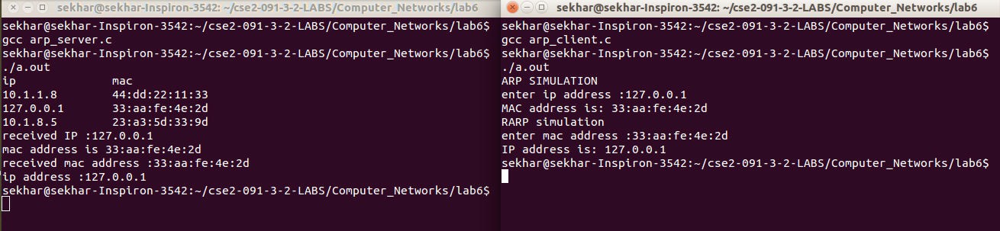 sekhar@sekhar-Inspiron-3542: ~/cse2-091-3-2-LABS/Computer_Networks/lab6
sekhar@sekhar-Inspiron-3542:~/cse2-091-3-2-LABS/Computer_Networks/lab6$
gcc arp_server.c
sekhar@sekhar-Inspiron-3542:~/cse2-091-3-2-LABS/Computer_Networks/lab6$
./a.out
ip mac
10.1.1.8 44:dd:22:11:33
127.0.0.1 33:aa:fe:4e:2d
10.1.8.5 23:a3:5d:33:9d
received IP :127.0.0.1
mac address is 33:aa:fe:4e:2d
received mac address :33:aa:fe:4e:2d
ip address :127.0.0.1
sekhar@sekhar-Inspiron-3542:~/cse2-091-3-2-LABS/Computer_Networks/lab6$
sekhar@sekhar-Inspiron-3542: ~/cse2-091-3-2-LABS/Computer_Networks/lab6
sekhar@sekhar-Inspiron-3542:~/cse2-091-3-2-LABS/Computer_Networks/lab6$
gcc arp_client.c
sekhar@sekhar-Inspiron-3542:~/cse2-091-3-2-LABS/Computer_Networks/lab6$
./a.out
ARP SIMULATION
enter ip address :127.0.0.1
MAC address is: 33:aa:fe:4e:2d
RARP simulation
enter mac address :33:aa:fe:4e:2d
IP address is: 127.0.0.1
sekhar@sekhar-Inspiron-3542:~/cse2-091-3-2-LABS/Computer_Networks/lab6$